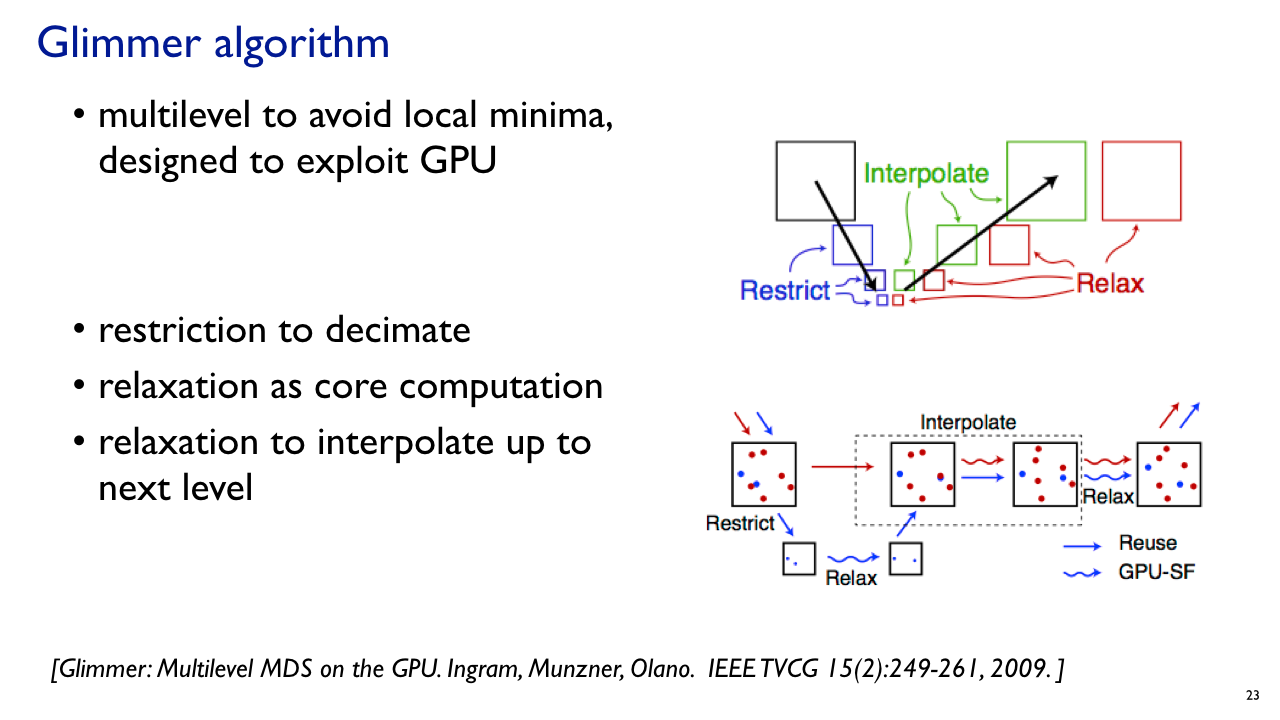 Glimmer algorithm
• multilevel to avoid local minima,
designed to exploit GPU
Interpolate
Restrict
Relax
• restriction to decimate
• relaxation as core computation
• relaxation to interpolate up to
next level
Interpolate
Relax
Restrict
Relax
Reuse
GPU-SF
[Glimmer: Multilevel MDS on the GPU. Ingram, Munzner, Olano. IEEE TVCG 15(2):249-261, 2009. ]
23